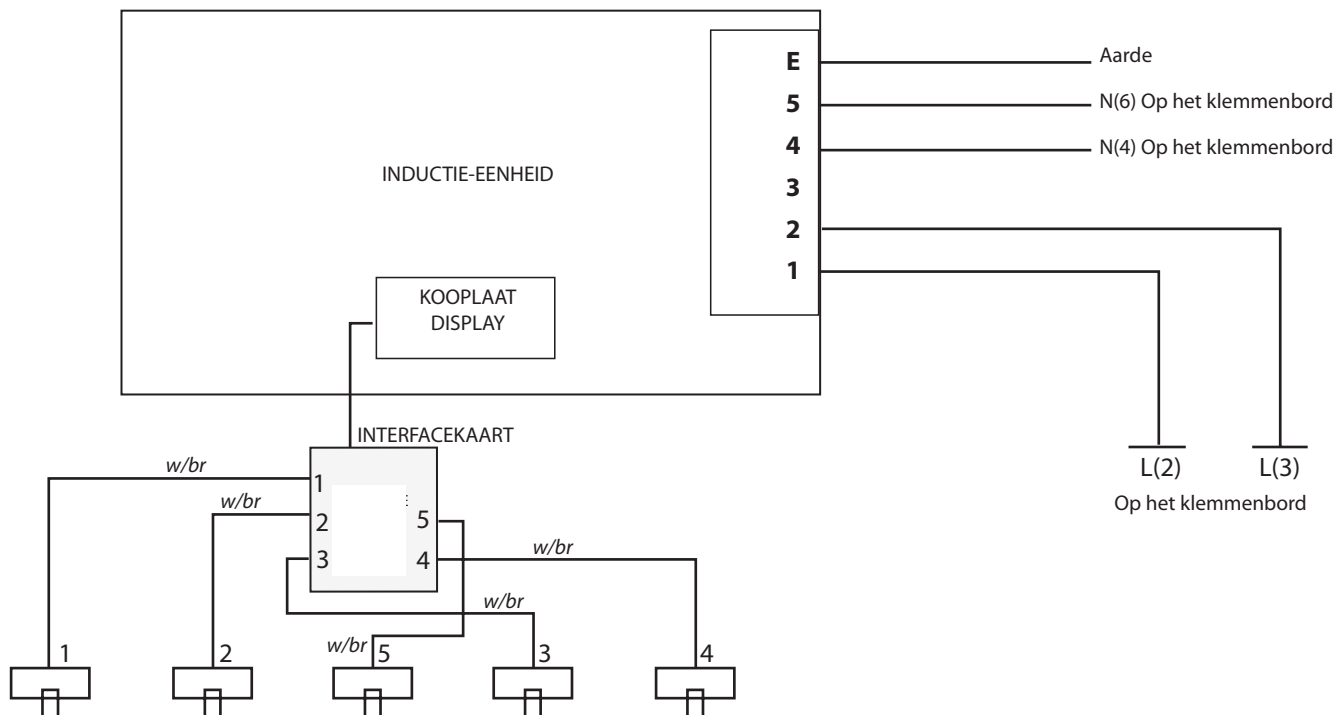 E
Aarde
5
N(6) Op het klemmenbord
4
N(4) Op het klemmenbord
INDUCTIE-EENHEID
3
2
1
KOOPLAAT
DISPLAY
INTERFACEKAART
L(2)
L(3)
Op het klemmenbord
w/br
1
w/br
2
5
3
4
w/br
w/br
w/br
1
2
5
3
4